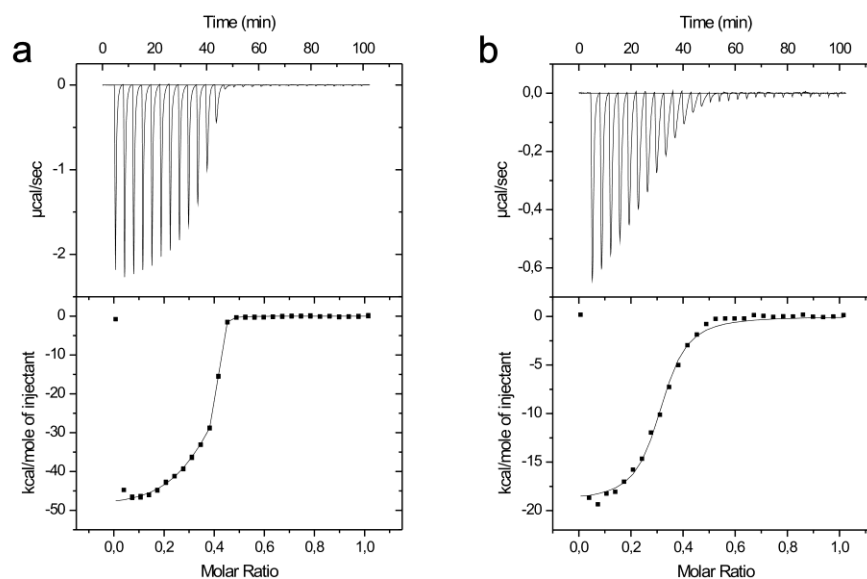 a
Time (min)
0 20 40 60 80 100
0
-1
-2
µcal/sec
0
-10
-20
-30
-40
-50
kcal/mole of injectant
0,0 0,2 0,4 0,6 0,8 1,0
Molar Ratio
b
Time (min)
0 20 40 60 80 100
0,0
-0,2
-0,4
-0,6
µcal/sec
0
-5
-10
-15
-20
kcal/mole of injectant
0,0 0,2 0,4 0,6 0,8 1,0
Molar Ratio